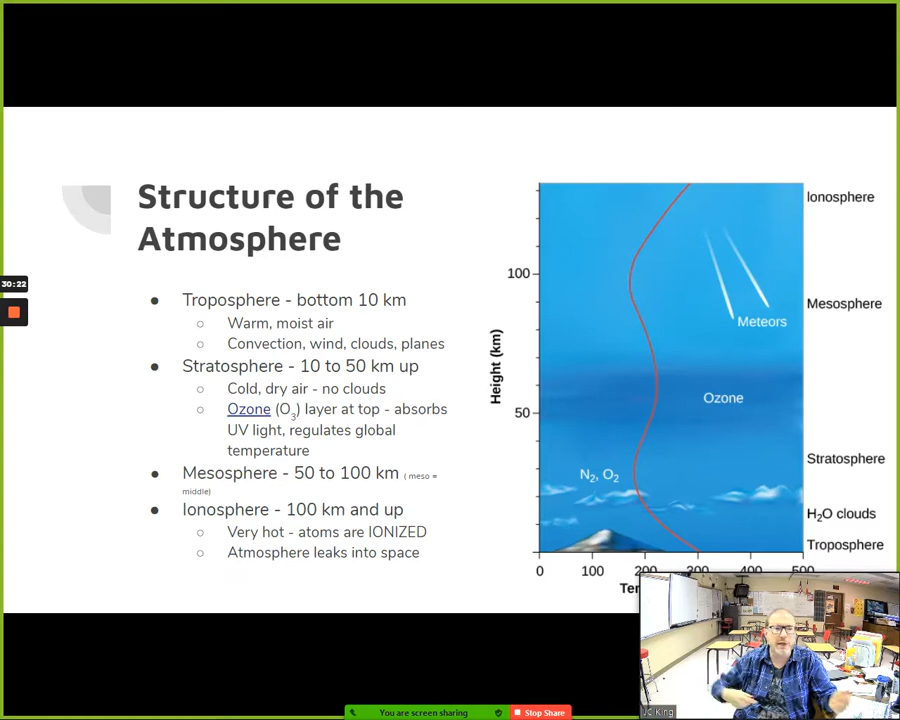 Structure of the
Atmosphere
● Troposphere - bottom 10 km
○ Warm, moist air
○ Convection, wind, clouds, planes
● Stratosphere - 10 to 50 km up
○ Cold, dry air - no clouds
○ Ozone (O3) layer at top - absorbs
UV light, regulates global
temperature
● Mesosphere - 50 to 100 km ( meso =
middle)
● Ionosphere - 100 km and up
○ Very hot - atoms are IONIZED
○ Atmosphere leaks into space
Height (km)
100
50
Ionosphere
Mesosphere
Meteors
Ozone
Stratosphere
N2, O2
H2O clouds
Troposphere
0 100 200 300 400 500
30:22
JC King
You are screen sharing
Stop Share